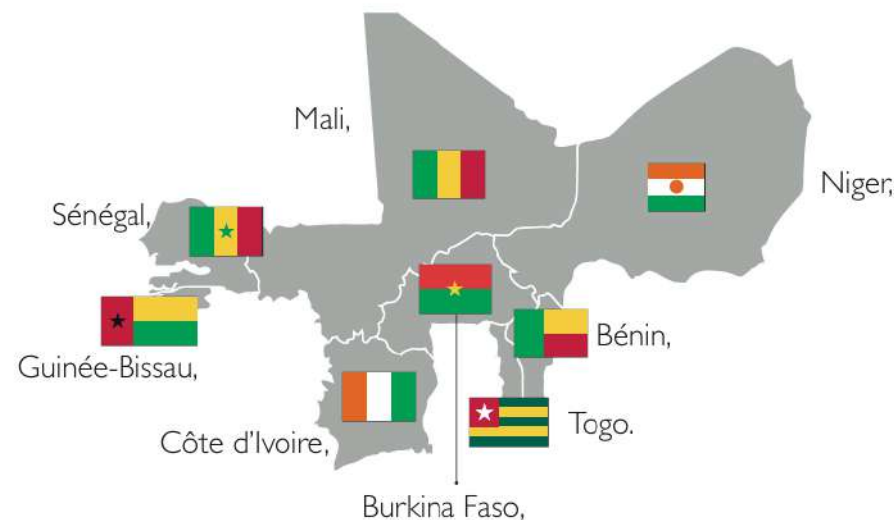 Mali,
Niger,
Sénégal,
Bénin,
Guinée-Bissau,
Togo.
Côte d'Ivoire,
Burkina Faso,